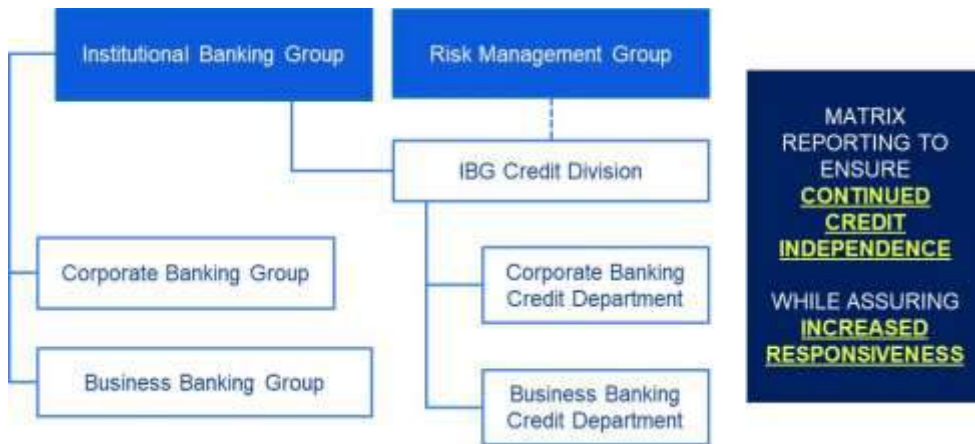 Institutional Banking Group
Risk Management Group
IBG Credit Division
Corporate Banking Group
Business Banking Group
Corporate Banking
Credit Department
Business Banking
Credit Department
MATRIX
REPORTING TO
ENSURE
CONTINUED
CREDIT
INDEPENDENCE
WHILE ASSURING
INCREASED
RESPONSIVENESS